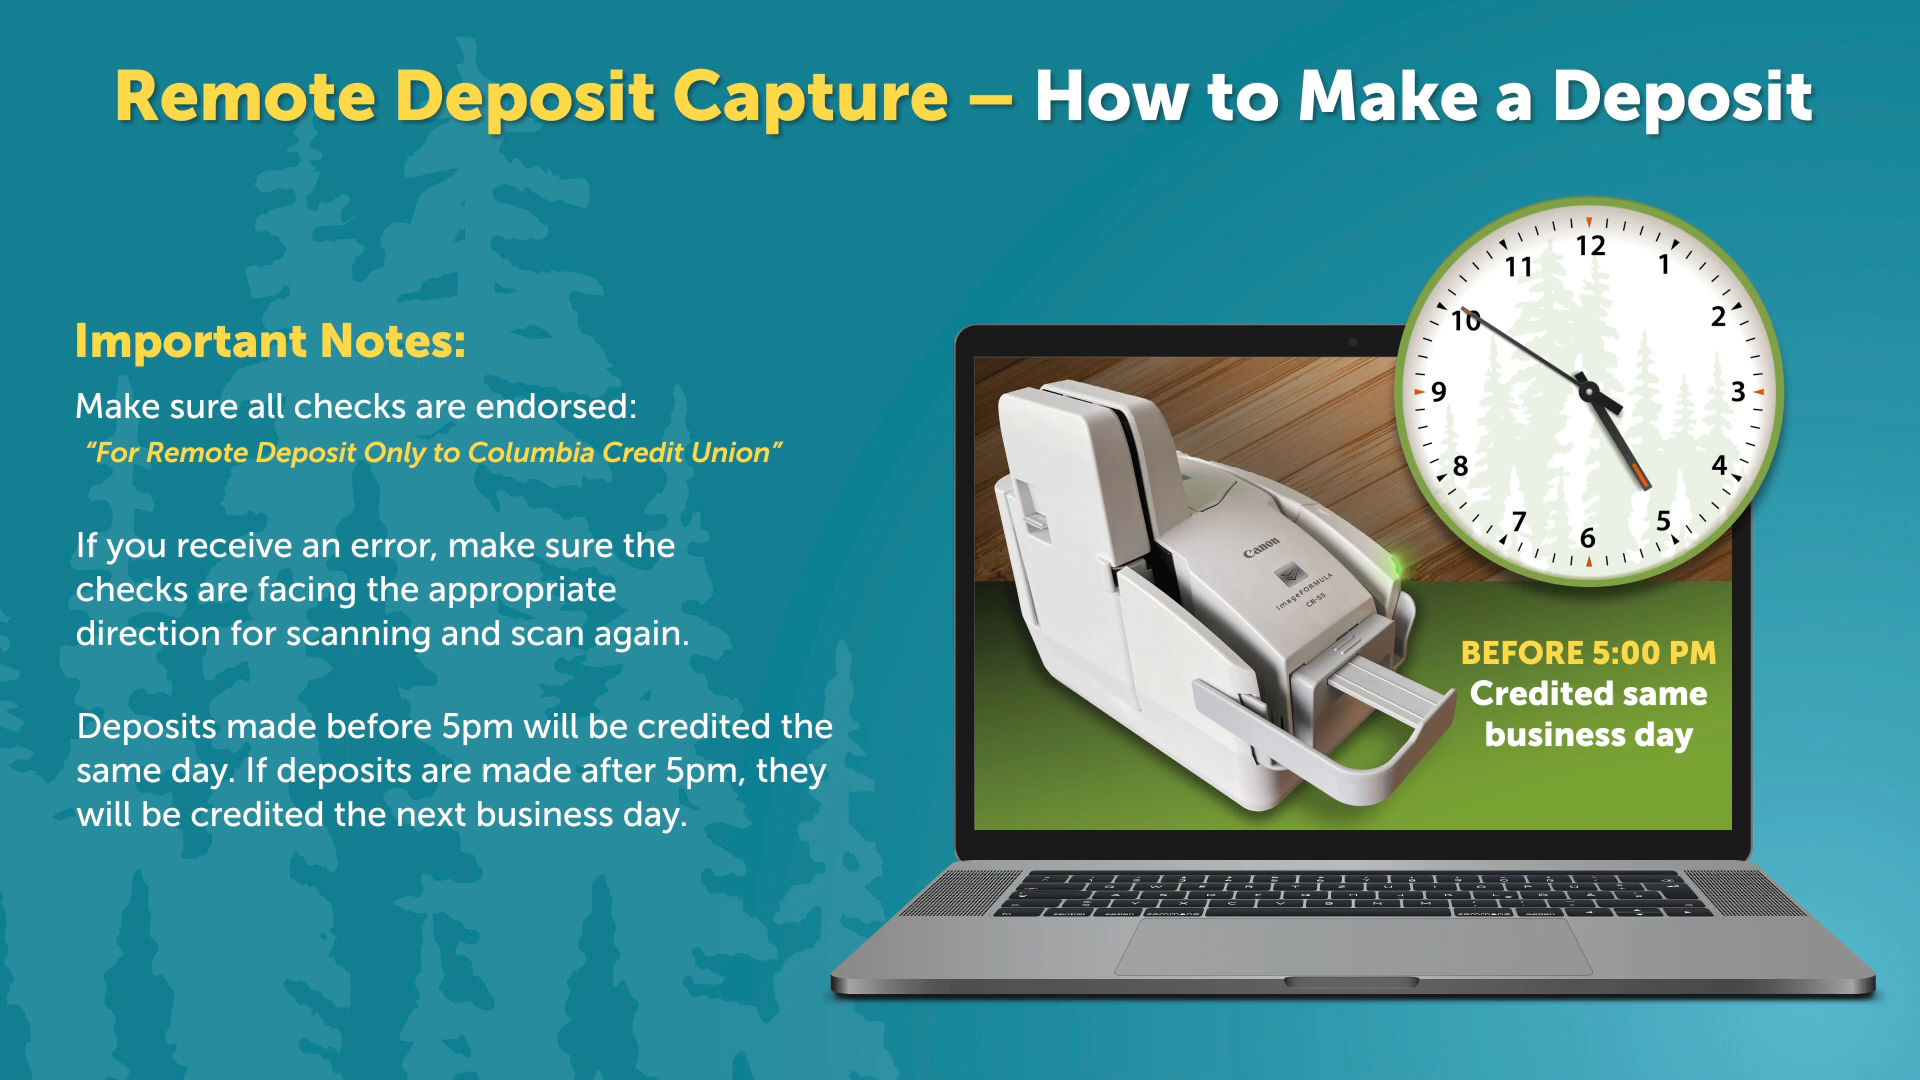 Remote Deposit Capture – How to Make a Deposit
Important Notes:
Make sure all checks are endorsed:
“For Remote Deposit Only to Columbia Credit Union”
If you receive an error, make sure the
checks are facing the appropriate
direction for scanning and scan again.
Deposits made before 5pm will be credited the
same day. If deposits are made after 5pm, they
will be credited the next business day.
12
1
2
3
4
5
6
7
8
9
10
11
Canon
imageFORMULA
CR-55
BEFORE 5:00 PM
Credited same
business day